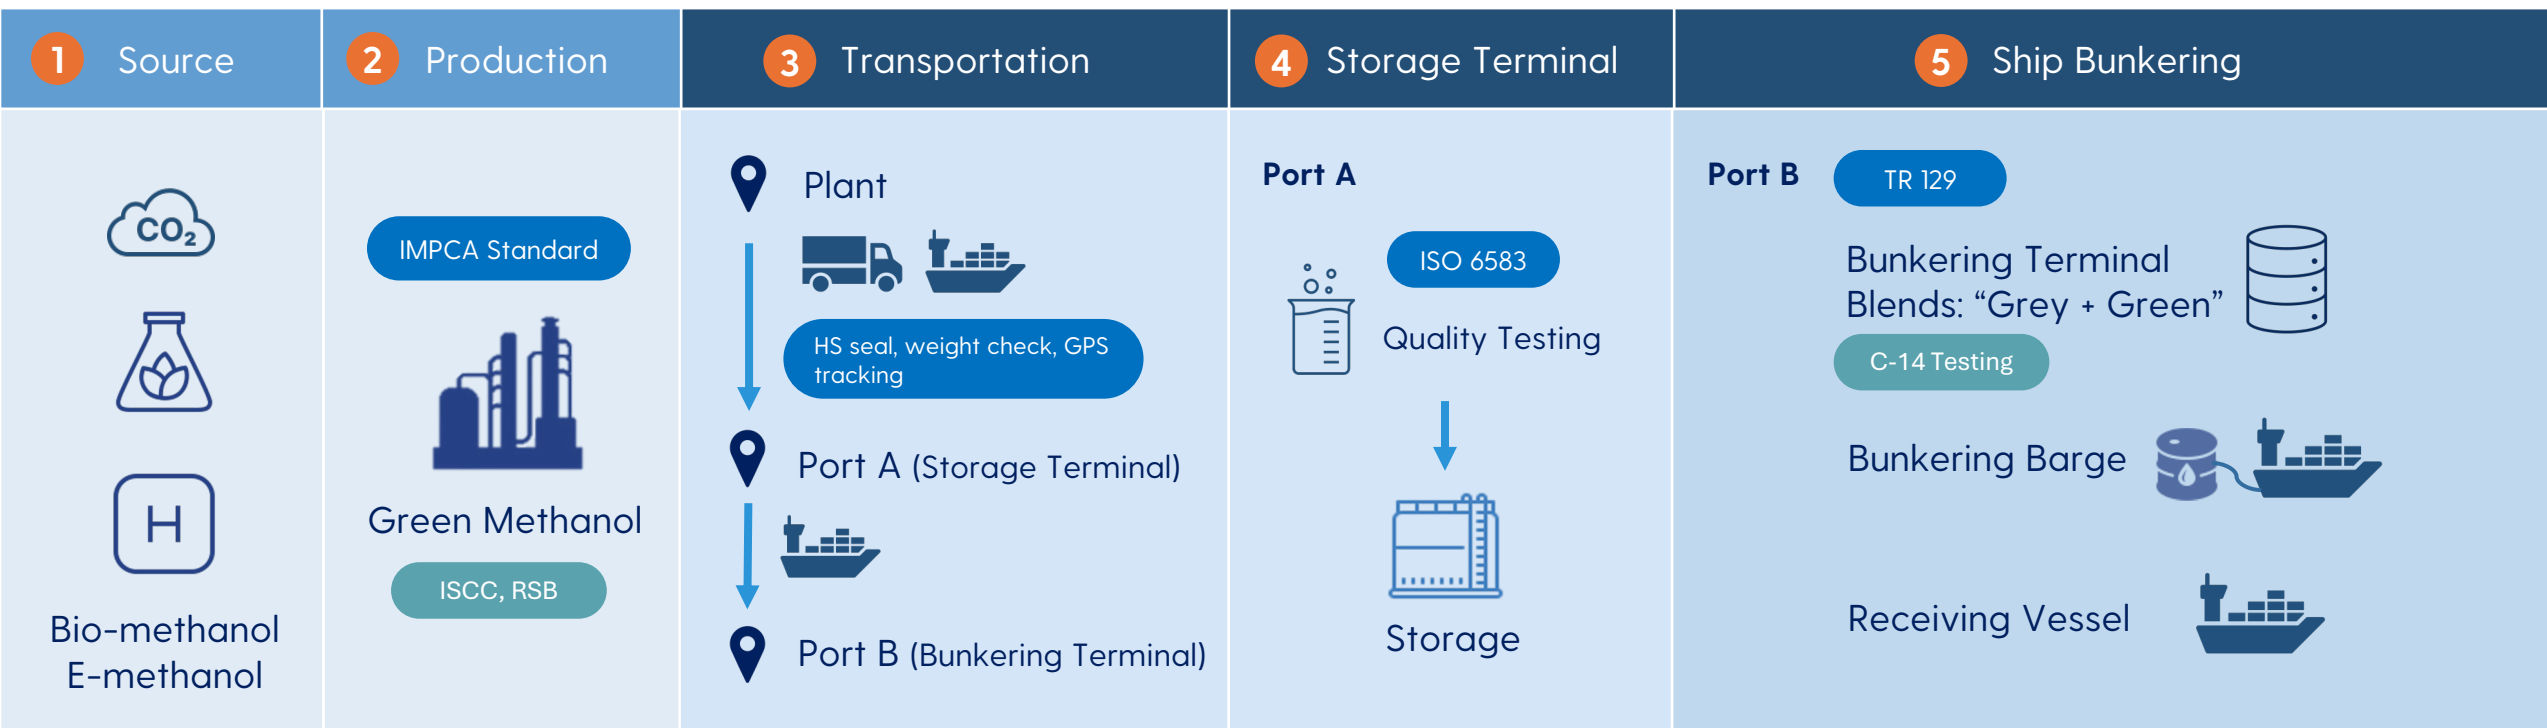 1 Source
2 Production
3 Transportation
4 Storage Terminal
5 Ship Bunkering
CO₂
H
Bio-methanol
E-methanol
IMPCA Standard
Green Methanol
ISCC, RSB
Plant
HS seal, weight check, GPS
tracking
Port A (Storage Terminal)
Port B (Bunkering Terminal)
Port A
ISO 6583
Quality Testing
Storage
Port B
TR 129
Bunkering Terminal
Blends: “Grey + Green”
C-14 Testing
Bunkering Barge
Receiving Vessel